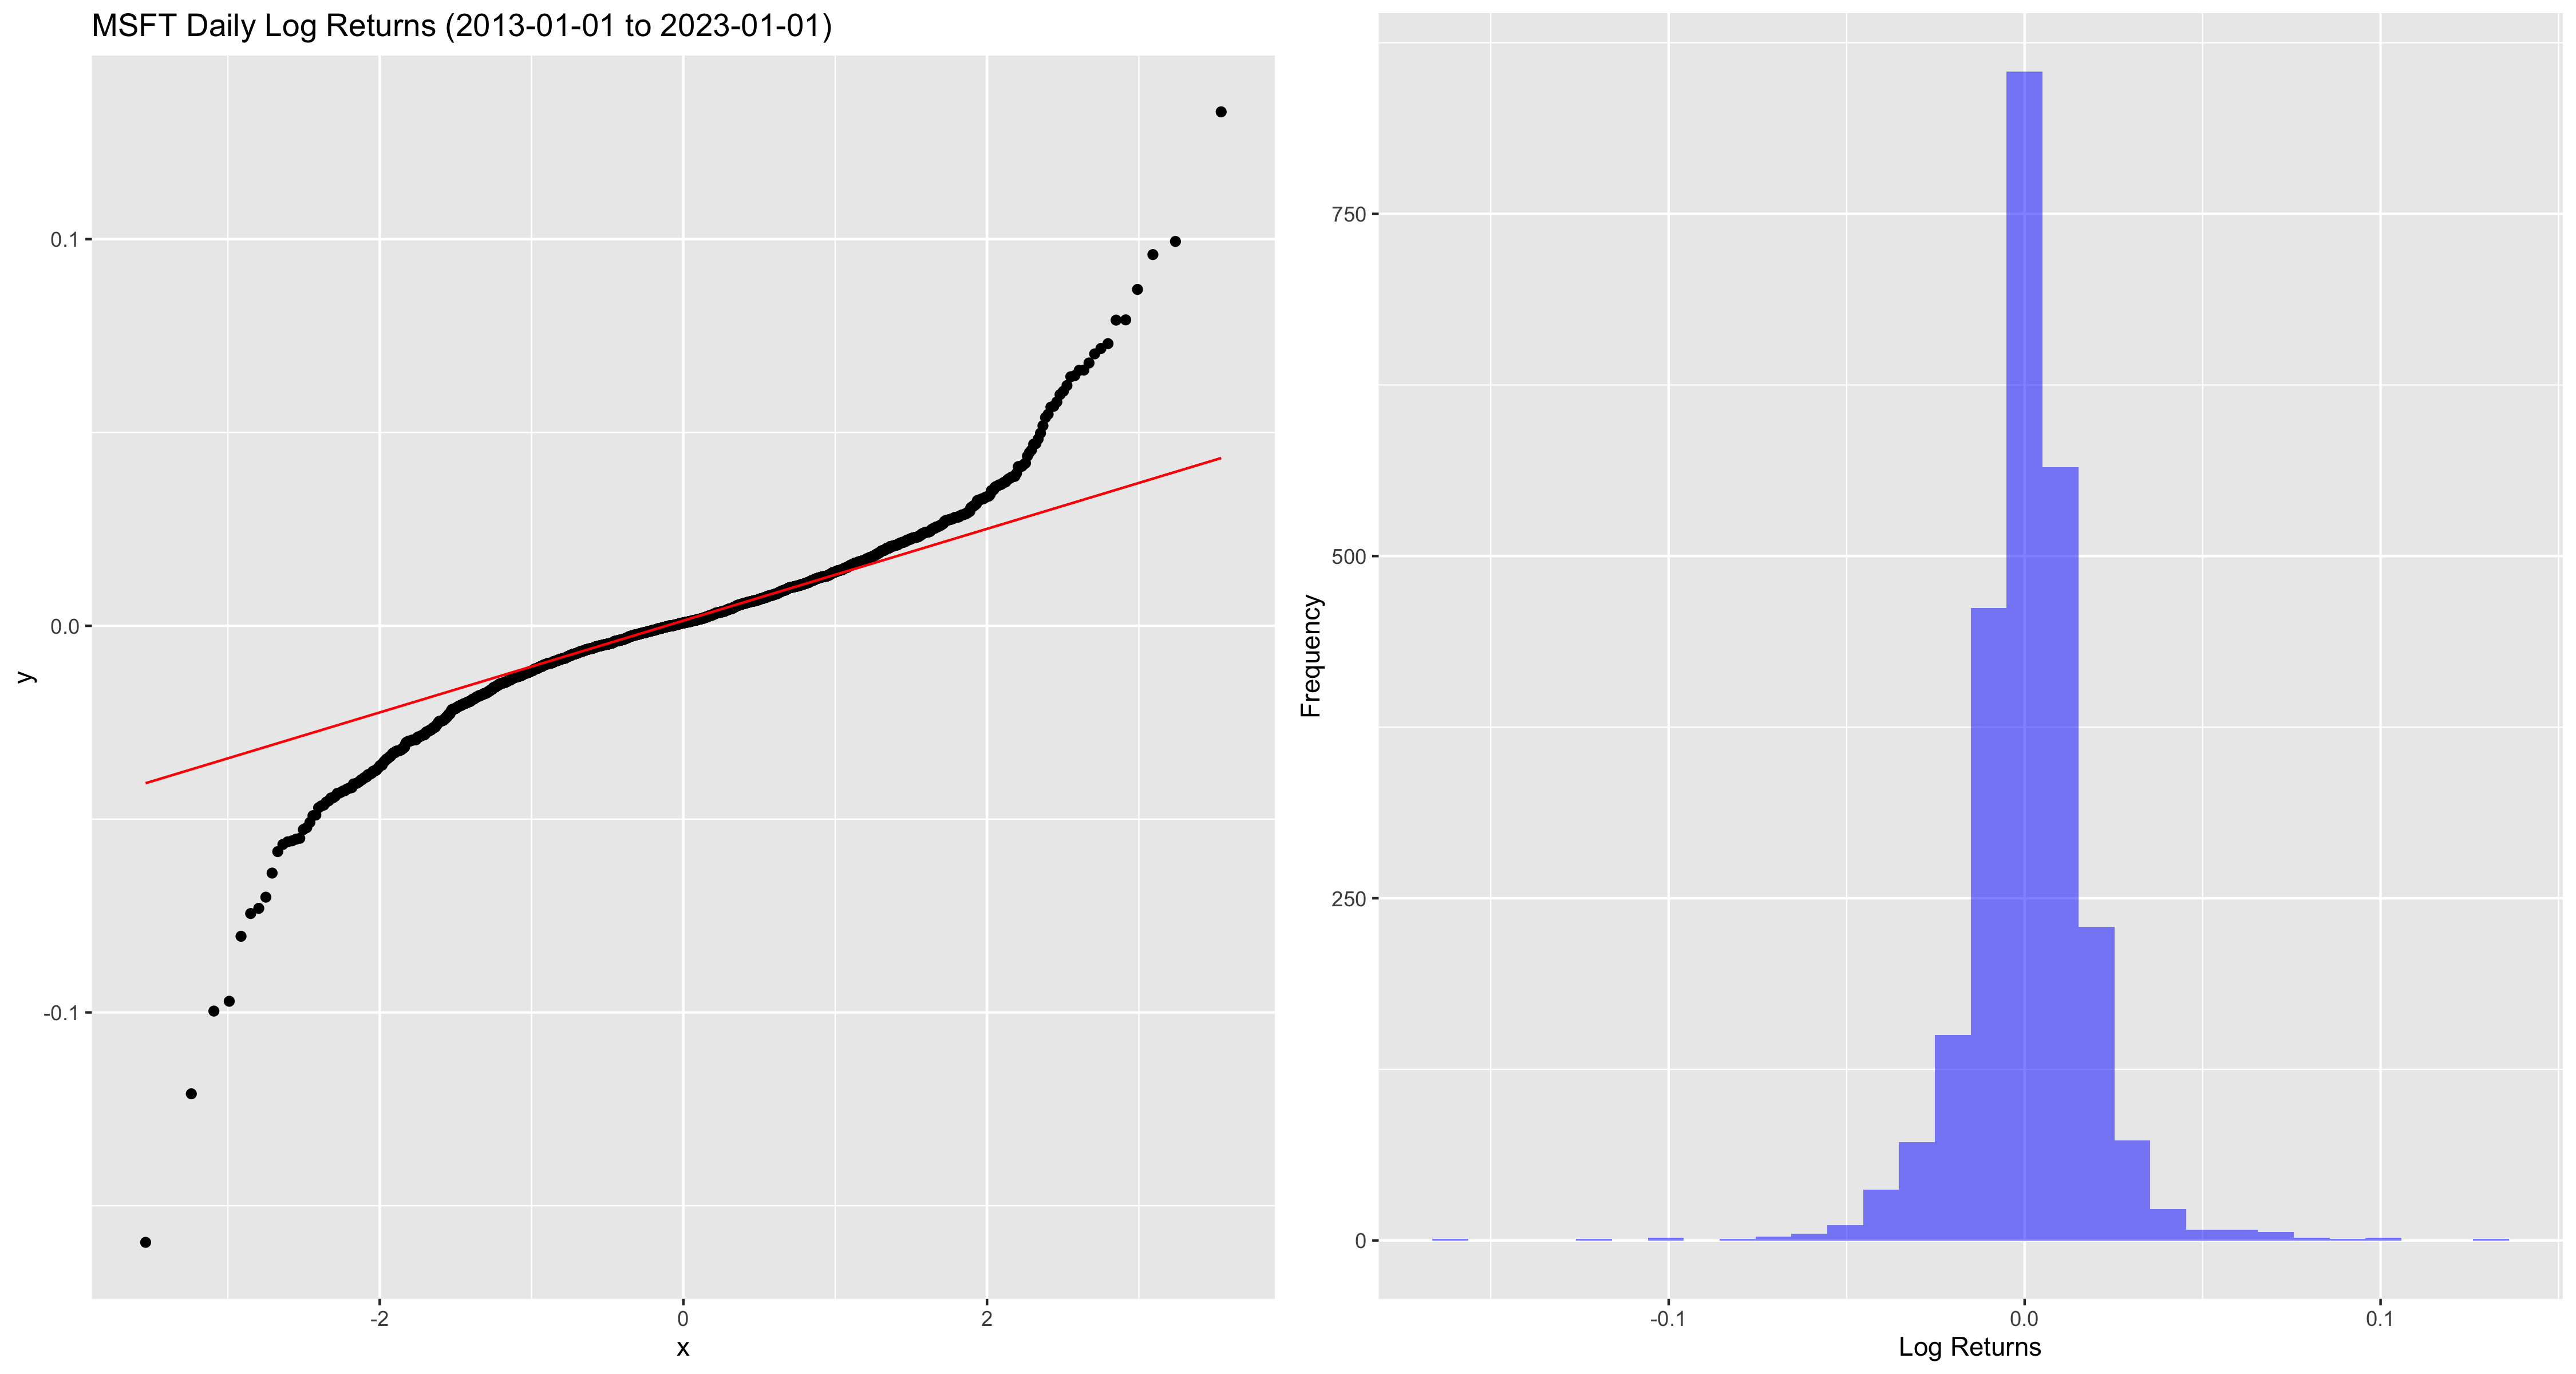 MSFT Daily Log Returns (2013-01-01 to 2023-01-01)
0.1
0.0
-0.1
y
-2
0
2
x
750
500
250
0
Frequency
-0.1
0.0
0.1
Log Returns